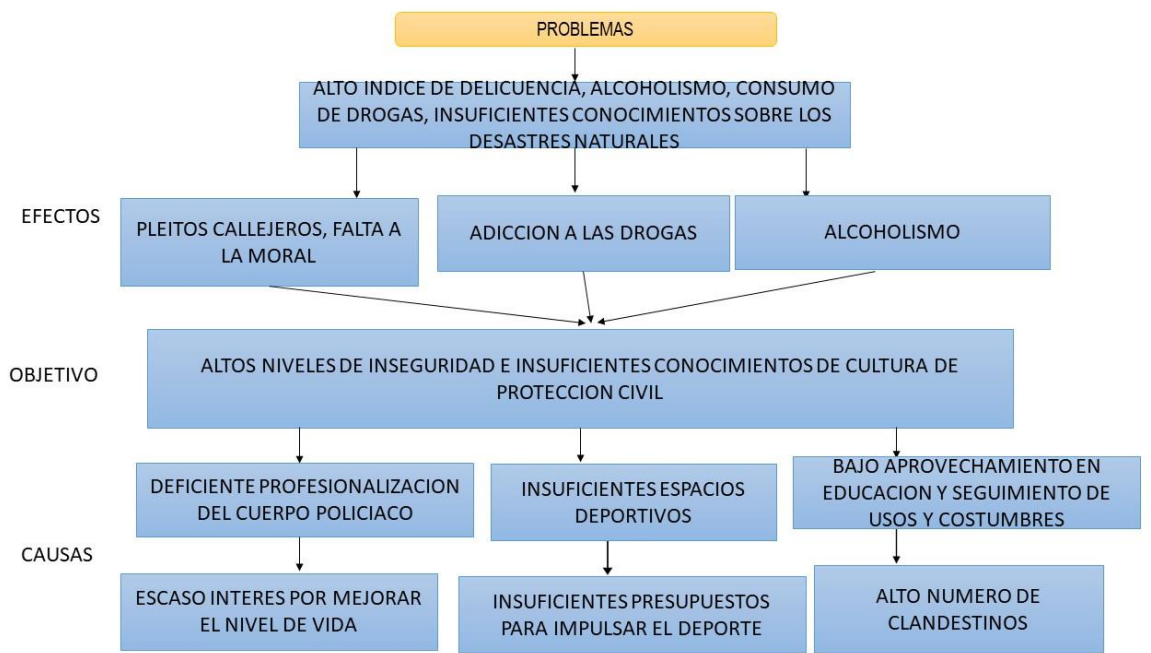 PROBLEMAS
ALTO INDICE DE DELICUENCIA, ALCOHOLISMO, CONSUMO
DE DROGAS, INSUFICIENTES CONOCIMIENTOS SOBRE LOS
DESASTRES NATURALES
EFECTOS
PLEITOS CALLEJEROS, FALTA A
LA MORAL
ADICCION A LAS DROGAS
ALCOHOLISMO
OBJETIVO
ALTOS NIVELES DE INSEGURIDAD E INSUFICIENTES CONOCIMIENTOS DE CULTURA DE
PROTECCION CIVIL
CAUSAS
DEFICIENTE PROFESIONALIZACION
DEL CUERPO POLICIACO
INSUFICIENTES ESPACIOS
DEPORTIVOS
BAJO APROVECHAMIENTO EN
EDUCACION Y SEGUIMIENTO DE
USOS Y COSTUMBRES
ESCASO INTERES POR MEJORAR
EL NIVEL DE VIDA
INSUFICIENTES PRESUPUESTOS
PARA IMPULSAR EL DEPORTE
ALTO NUMERO DE
CLANDESTINOS